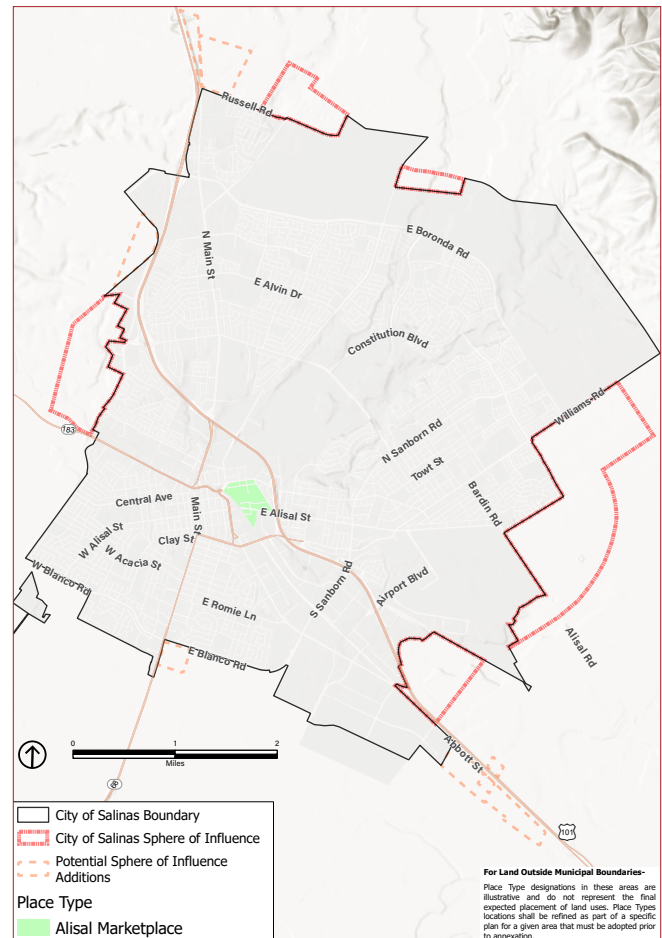 Russell Rd
E Boronda Rd
N Main St
E Alvin Dr
Constitution Blvd
Williams Rd
183
N Sanborn Rd
Towt St
Bardin Rd
Central Ave
Main St
E Alisal St
W Alisal St
Clay St
W Acacia St
W Blanco Rd
E Romie Ln
S Sanborn Rd
Airport Blvd
E Blanco Rd
Alisal Rd
Abbott St
0 1 2
Miles
68
101
City of Salinas Boundary
City of Salinas Sphere of Influence
Potential Sphere of Influence
Additions
Place Type
Alisal Marketplace
For Land Outside Municipal Boundaries-
Place Type designations in these areas are
illustrative and do not represent the final
expected placement of land uses. Place Types
locations shall be refined as part of a specific
plan for a given area that must be adopted prior
to annexation.